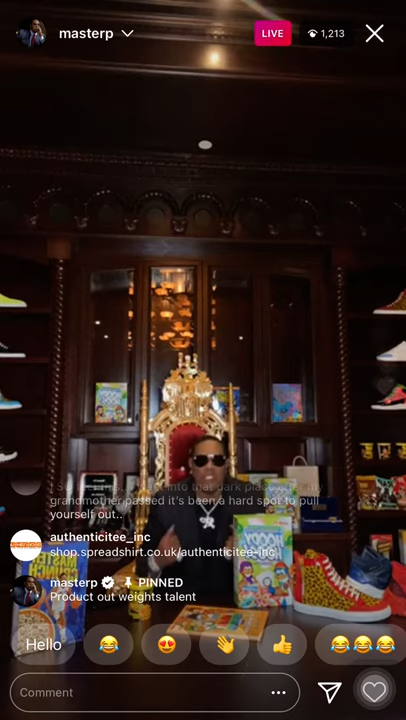 masterp
LIVE
1,213
grandmother passed it's been a hard spot to pull
yourself out..
authenticitee_inc
shop.spreadshirt.co.uk/authenticitee-inc
masterp PINNED
Product out weights talent
Hello
Comment